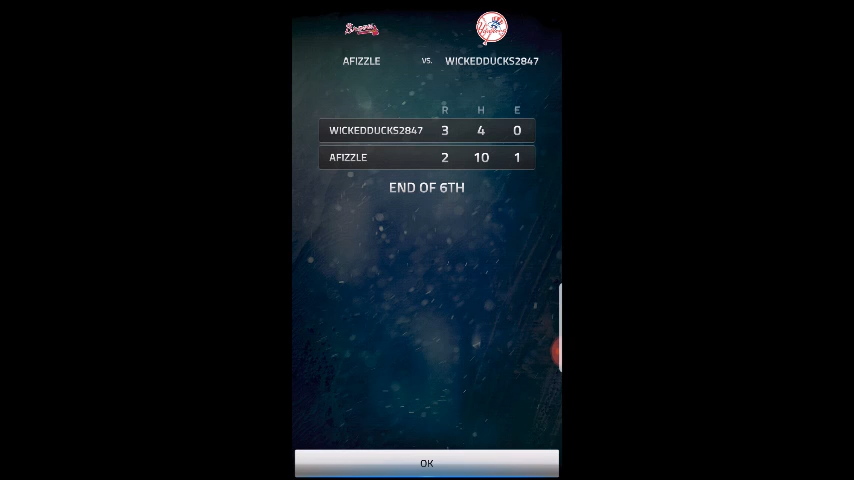 AFIZZLE VS. WICKEDDUCKS2847
R H E
WICKEDDUCKS2847 3 4 0
AFIZZLE 2 10 1
END OF 6TH
OK